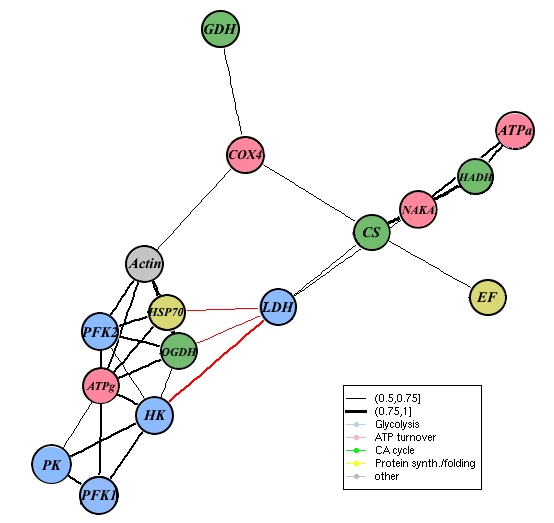 GDH
ATPa
COX4
HADH
NAKA
CS
Actin
EF
LDH
HSP70
PFK2
OGDH
ATPg
HK
PK
PFK1
(0.5,0.75]
(0.75,1]
Glycolysis
ATP turnover
CA cycle
Protein synth./folding
other